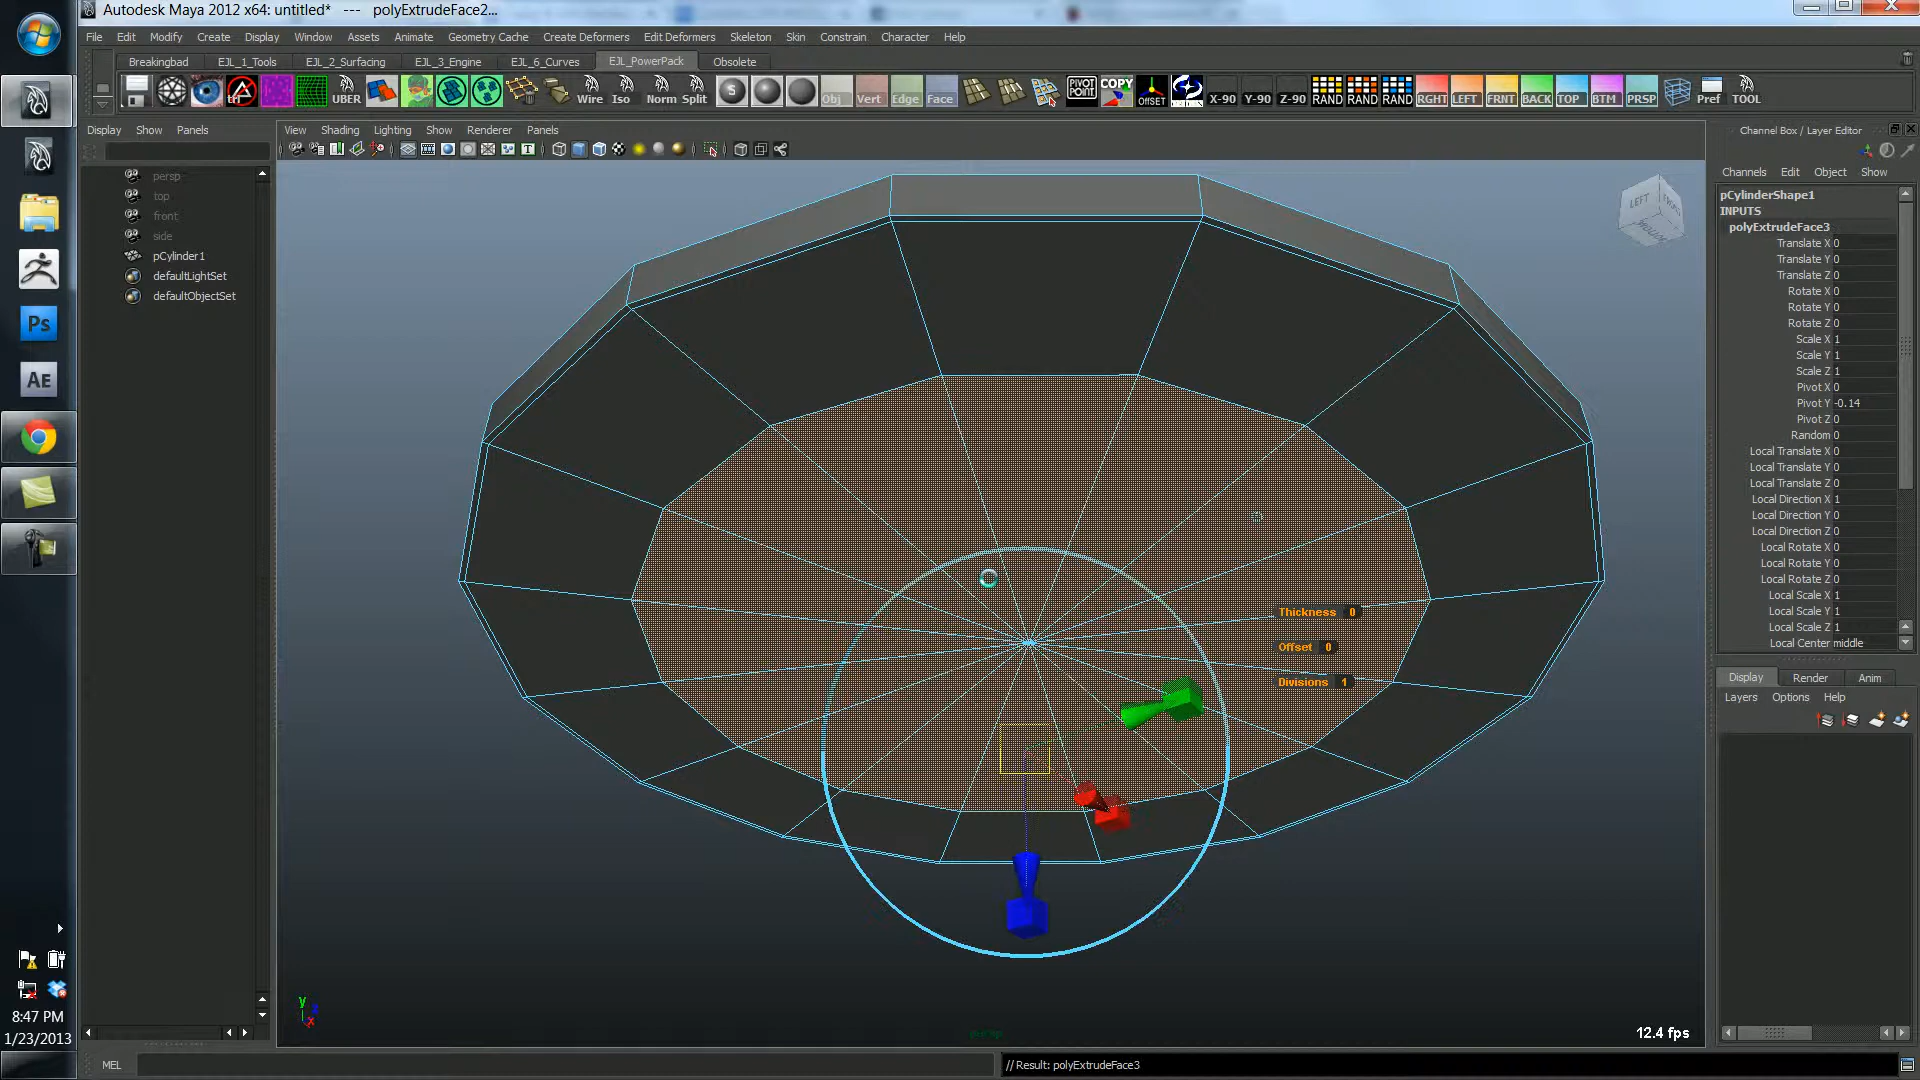 Autodesk Maya 2012 x64: untitled* --- polyExtrudeFace2...
File Edit Modify Create Display Window Assets Animate Geometry Cache Create Deformers Edit Deformers Skeleton Skin Constrain Character Help
Breakingbad EJL_1_Tools EJL_2_Surfacing EJL_3_Engine EJL_6_Curves EJL_PowerPack Obsolete
tri UBER Wire Iso Norm Split S Obj Vert Edge Face PIVOT POINT COPY OFFSET X-90 Y-90 Z-90 RAND RAND RAND RGHT LEFT FRNT BACK TOP BTM PRSP Pref TOOL
Display Show Panels
View Shading Lighting Show Renderer Panels
Channel Box / Layer Editor
Channels Edit Object Show
persp
top
front
side
pCylinder1
defaultLightSet
defaultObjectSet
LEFT
pCylinderShape1
INPUTS
polyExtrudeFace3
Translate X 0
Translate Y 0
Translate Z 0
Rotate X 0
Rotate Y 0
Rotate Z 0
Scale X 1
Scale Y 1
Scale Z 1
Pivot X 0
Pivot Y -0.14
Pivot Z 0
Random 0
Local Translate X 0
Local Translate Y 0
Local Translate Z 0
Local Direction X 1
Local Direction Y 0
Local Direction Z 0
Local Rotate X 0
Local Rotate Y 0
Local Rotate Z 0
Local Scale X 1
Local Scale Y 1
Local Scale Z 1
Local Center middle
Thickness 0
Offset 0
Divisions 1
Display Render Anim
Layers Options Help
Ps
AE
y
x
persp
12.4 fps
8:47 PM
1/23/2013
MEL
// Result: polyExtrudeFace3